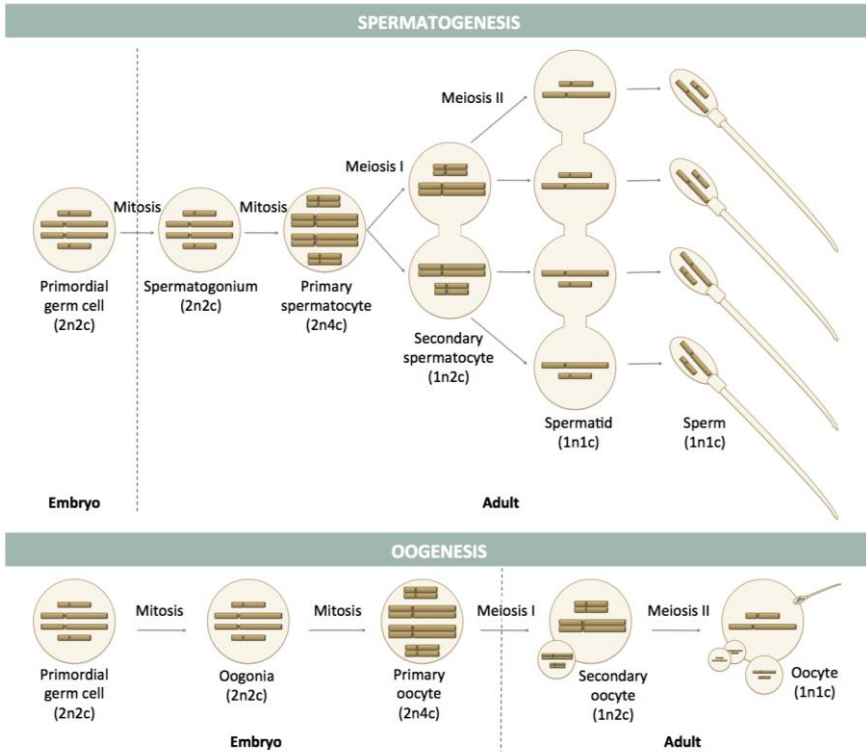 SPERMATOGENESIS
Meiosis II
Meiosis I
Mitosis
Mitosis
Primordial
germ cell
(2n2c)
Spermatogonium
(2n2c)
Primary
spermatocyte
(2n4c)
Secondary
spermatocyte
(1n2c)
Spermatid
(1n1c)
Sperm
(1n1c)
Embryo
Adult
OOGENESIS
Mitosis
Mitosis
Meiosis I
Meiosis II
Primordial
germ cell
(2n2c)
Oogonia
(2n2c)
Primary
oocyte
(2n4c)
Secondary
oocyte
(1n2c)
Oocyte
(1n1c)
Embryo
Adult